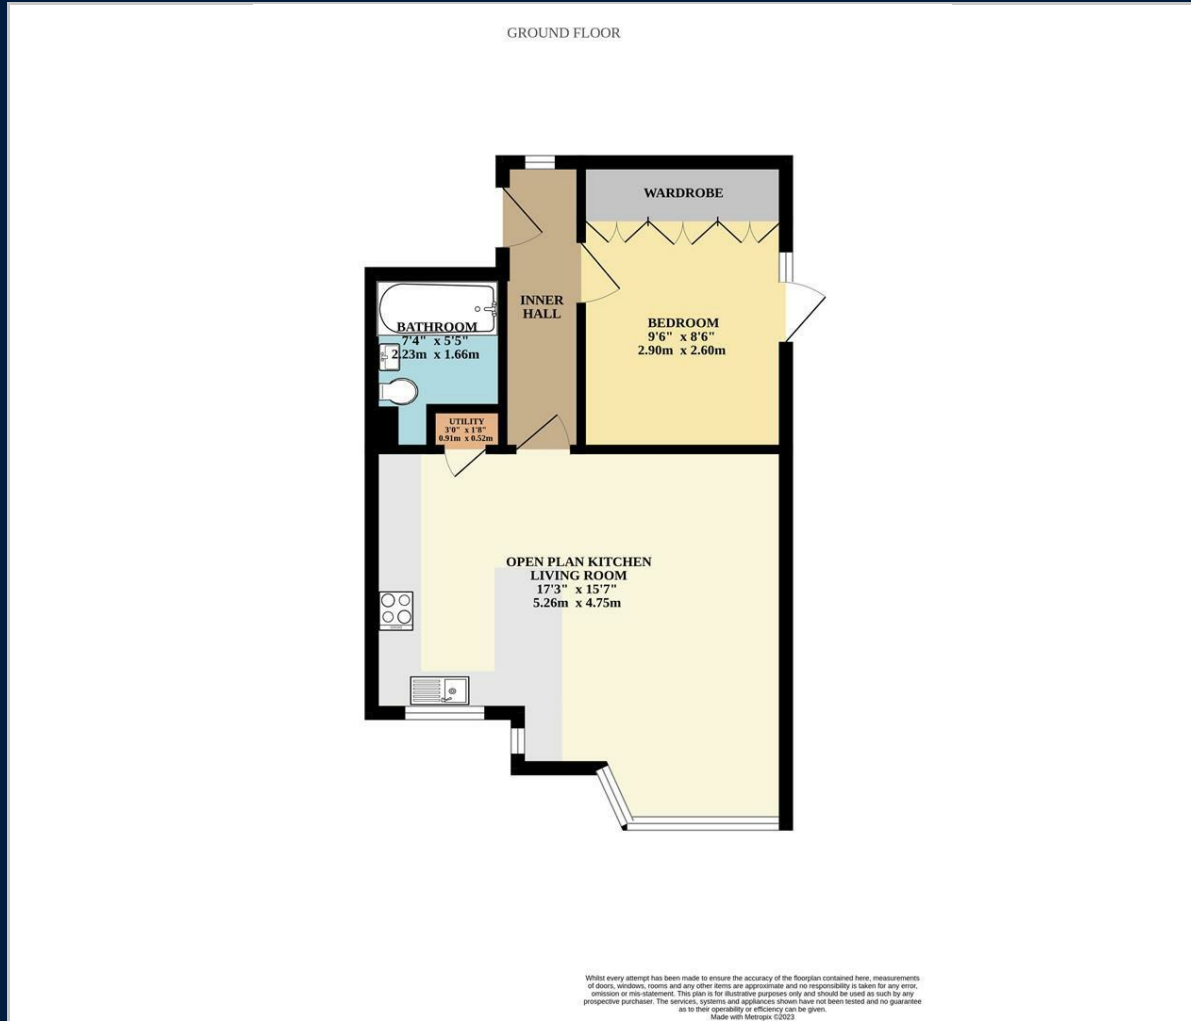 GROUND FLOOR
WARDROBE
INNER
HALL
BEDROOM
9'6" x 8'6"
2.90m x 2.60m
BATHROOM
7'4" x 5'5"
2.23m x 1.66m
UTILITY
3'0" x 1'8"
0.91m x 0.52m
OPEN PLAN KITCHEN
LIVING ROOM
17'3" x 15'7"
5.26m x 4.75m
Whilst every attempt has been made to ensure the accuracy of the floorplan contained here, measurements
of doors, windows, rooms and any other items are approximate and no responsibility is taken for any error,
omission or mis-statement. This plan is for illustrative purposes only and should be used as such by any
prospective purchaser. The services, systems and appliances shown have not been tested and no guarantee
as to their operability or efficiency can be given.
Made with Metropix ©2023